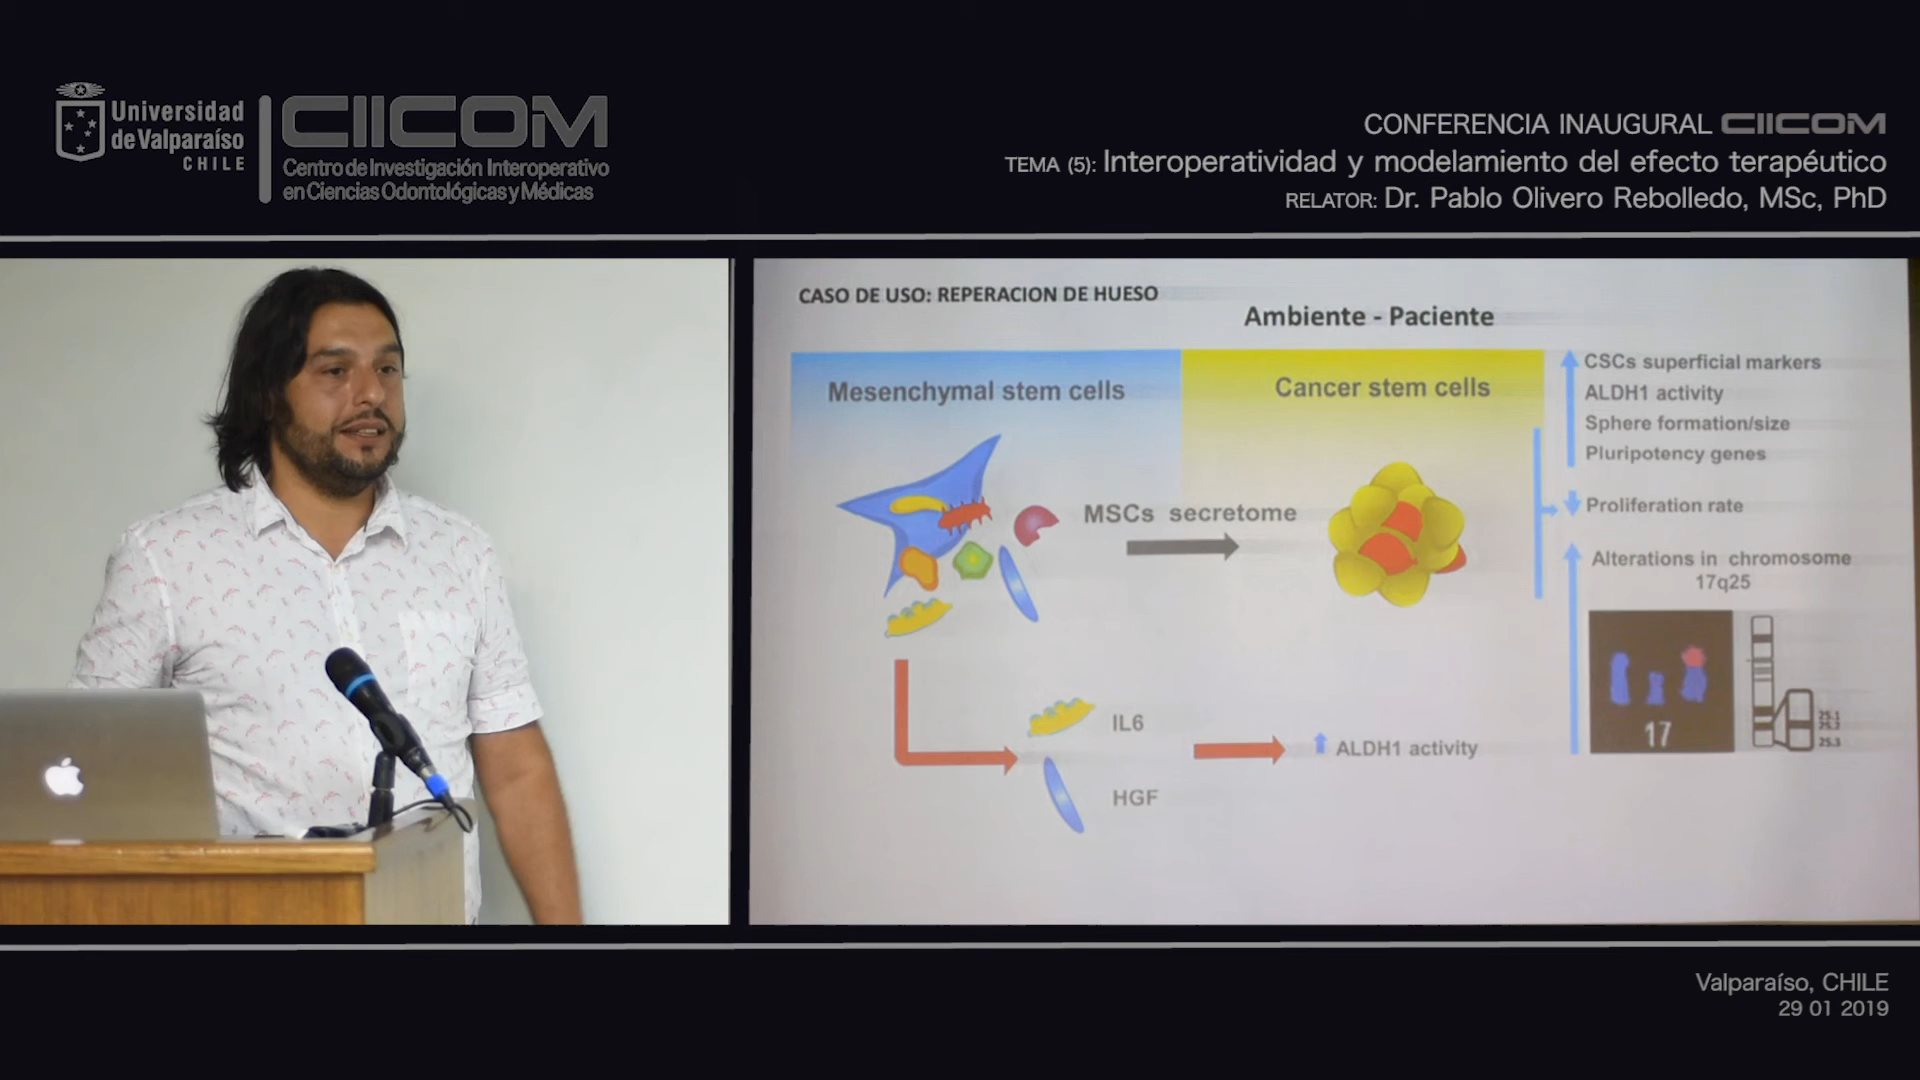 Universidad
de Valparaíso
CHILE
CIICOM
Centro de Investigación Interoperativo
en Ciencias Odontológicas y Médicas
CONFERENCIA INAUGURAL CIICOM
TEMA (5): Interoperatividad y modelamiento del efecto terapéutico
RELATOR: Dr. Pablo Olivero Rebolledo, MSc, PhD
CASO DE USO: REPERACION DE HUESO
Ambiente - Paciente
Mesenchymal stem cells
Cancer stem cells
CSCs superficial markers
ALDH1 activity
Sphere formation/size
Pluripotency genes
MSCs secretome
Proliferation rate
Alterations in chromosome
17q25
17
25.1
25.2
25.3
IL6
ALDH1 activity
HGF
Valparaíso, CHILE
29 01 2019